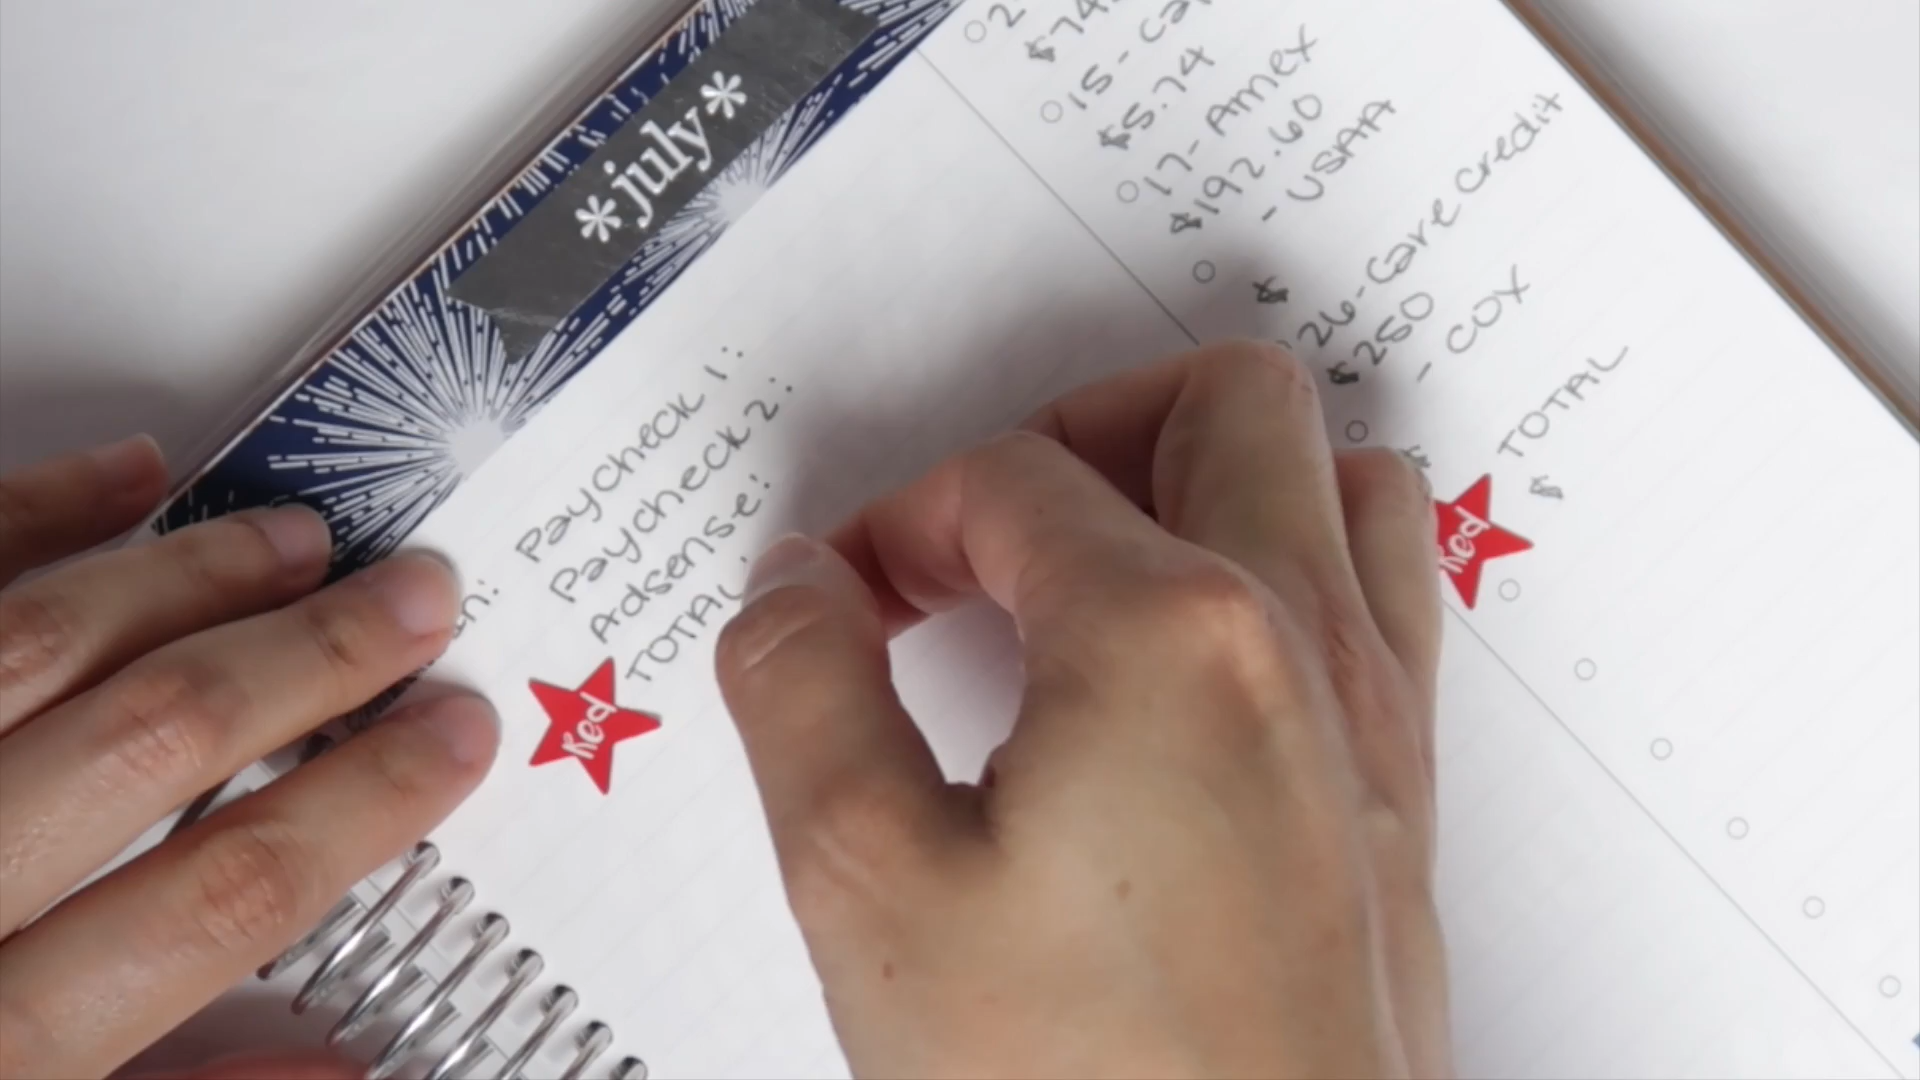 *july*
Paycheck 1:
Paycheck 2:
Adsense:
TOTAL
Red
15-
$5.74
17- Amex
$192.60
- USAA
$
26- Care Credit
$250
- COX
TOTAL
$
Red